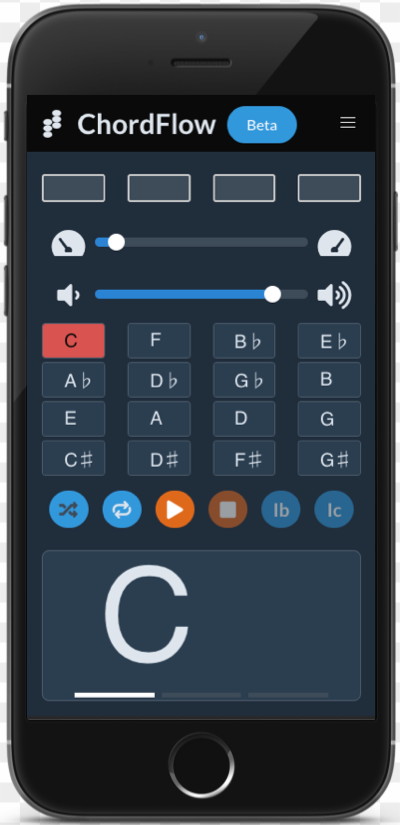 ChordFlow Beta
C F B♭ E♭
A♭ D♭ G♭ B
E A D G
C♯ D♯ F♯ G♯
Ib Ic
C